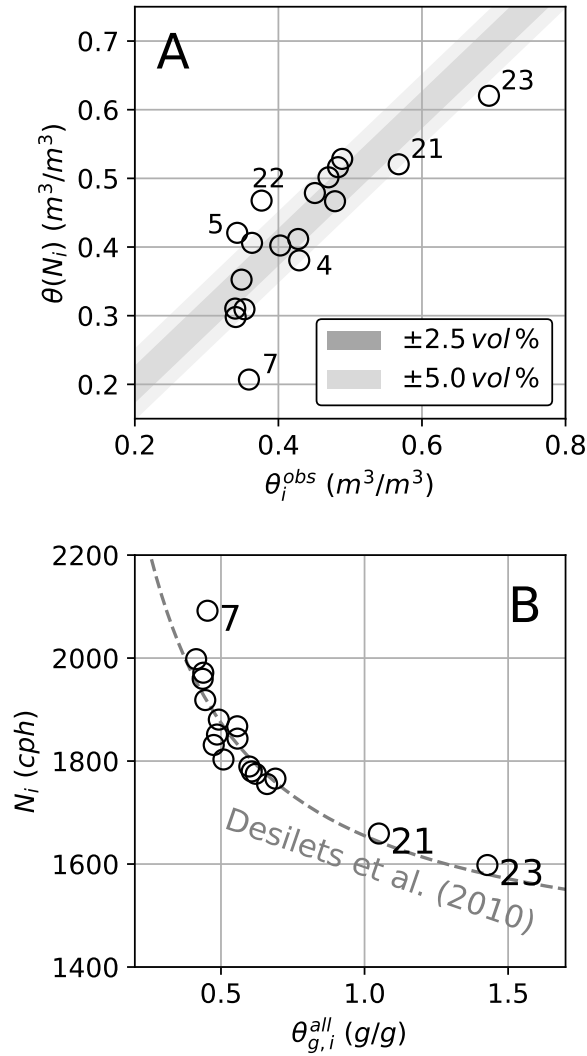 A
0.7
0.6
0.5
0.4
0.3
0.2
θ(N_i) (m³/m³)
23
21
22
5
4
7
±2.5 vol %
±5.0 vol %
0.2 0.4 0.6 0.8
θ_i^{obs} (m³/m³)
B
2200
2000
1800
1600
1400
N_i (cph)
7
21
23
Desilets et al. (2010)
0.5 1.0 1.5
θ_{g,i}^{all} (g/g)